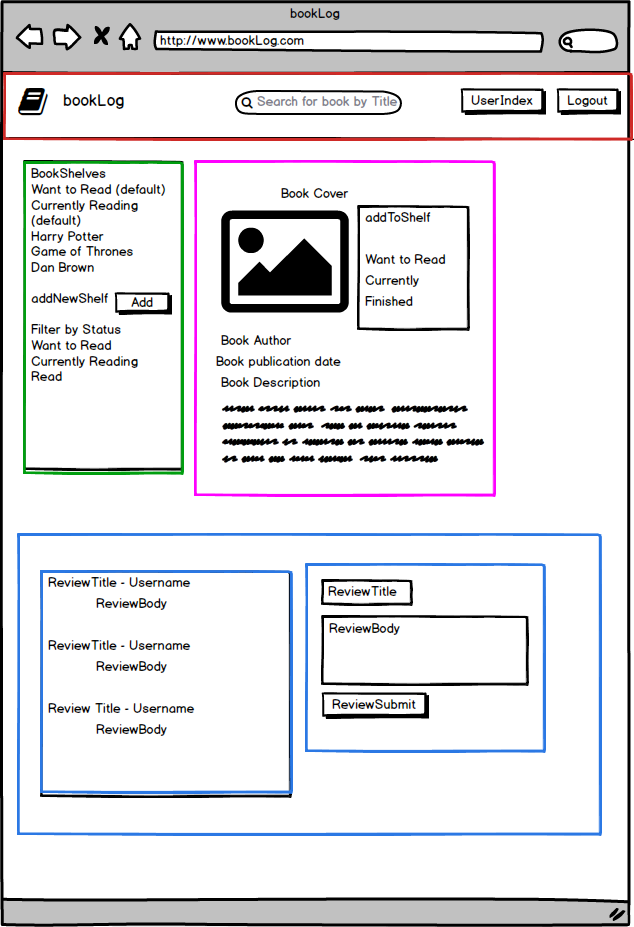 bookLog
http://www.bookLog.com
bookLog
Search for book by Title
UserIndex
Logout
BookShelves
Want to Read (default)
Currently Reading
(default)
Harry Potter
Game of Thrones
Dan Brown
addNewShelf
Add
Filter by Status
Want to Read
Currently Reading
Read
Book Cover
addToShelf
Want to Read
Currently
Finished
Book Author
Book publication date
Book Description
ReviewTitle - Username
ReviewBody
ReviewTitle - Username
ReviewBody
Review Title - Username
ReviewBody
ReviewTitle
ReviewBody
ReviewSubmit